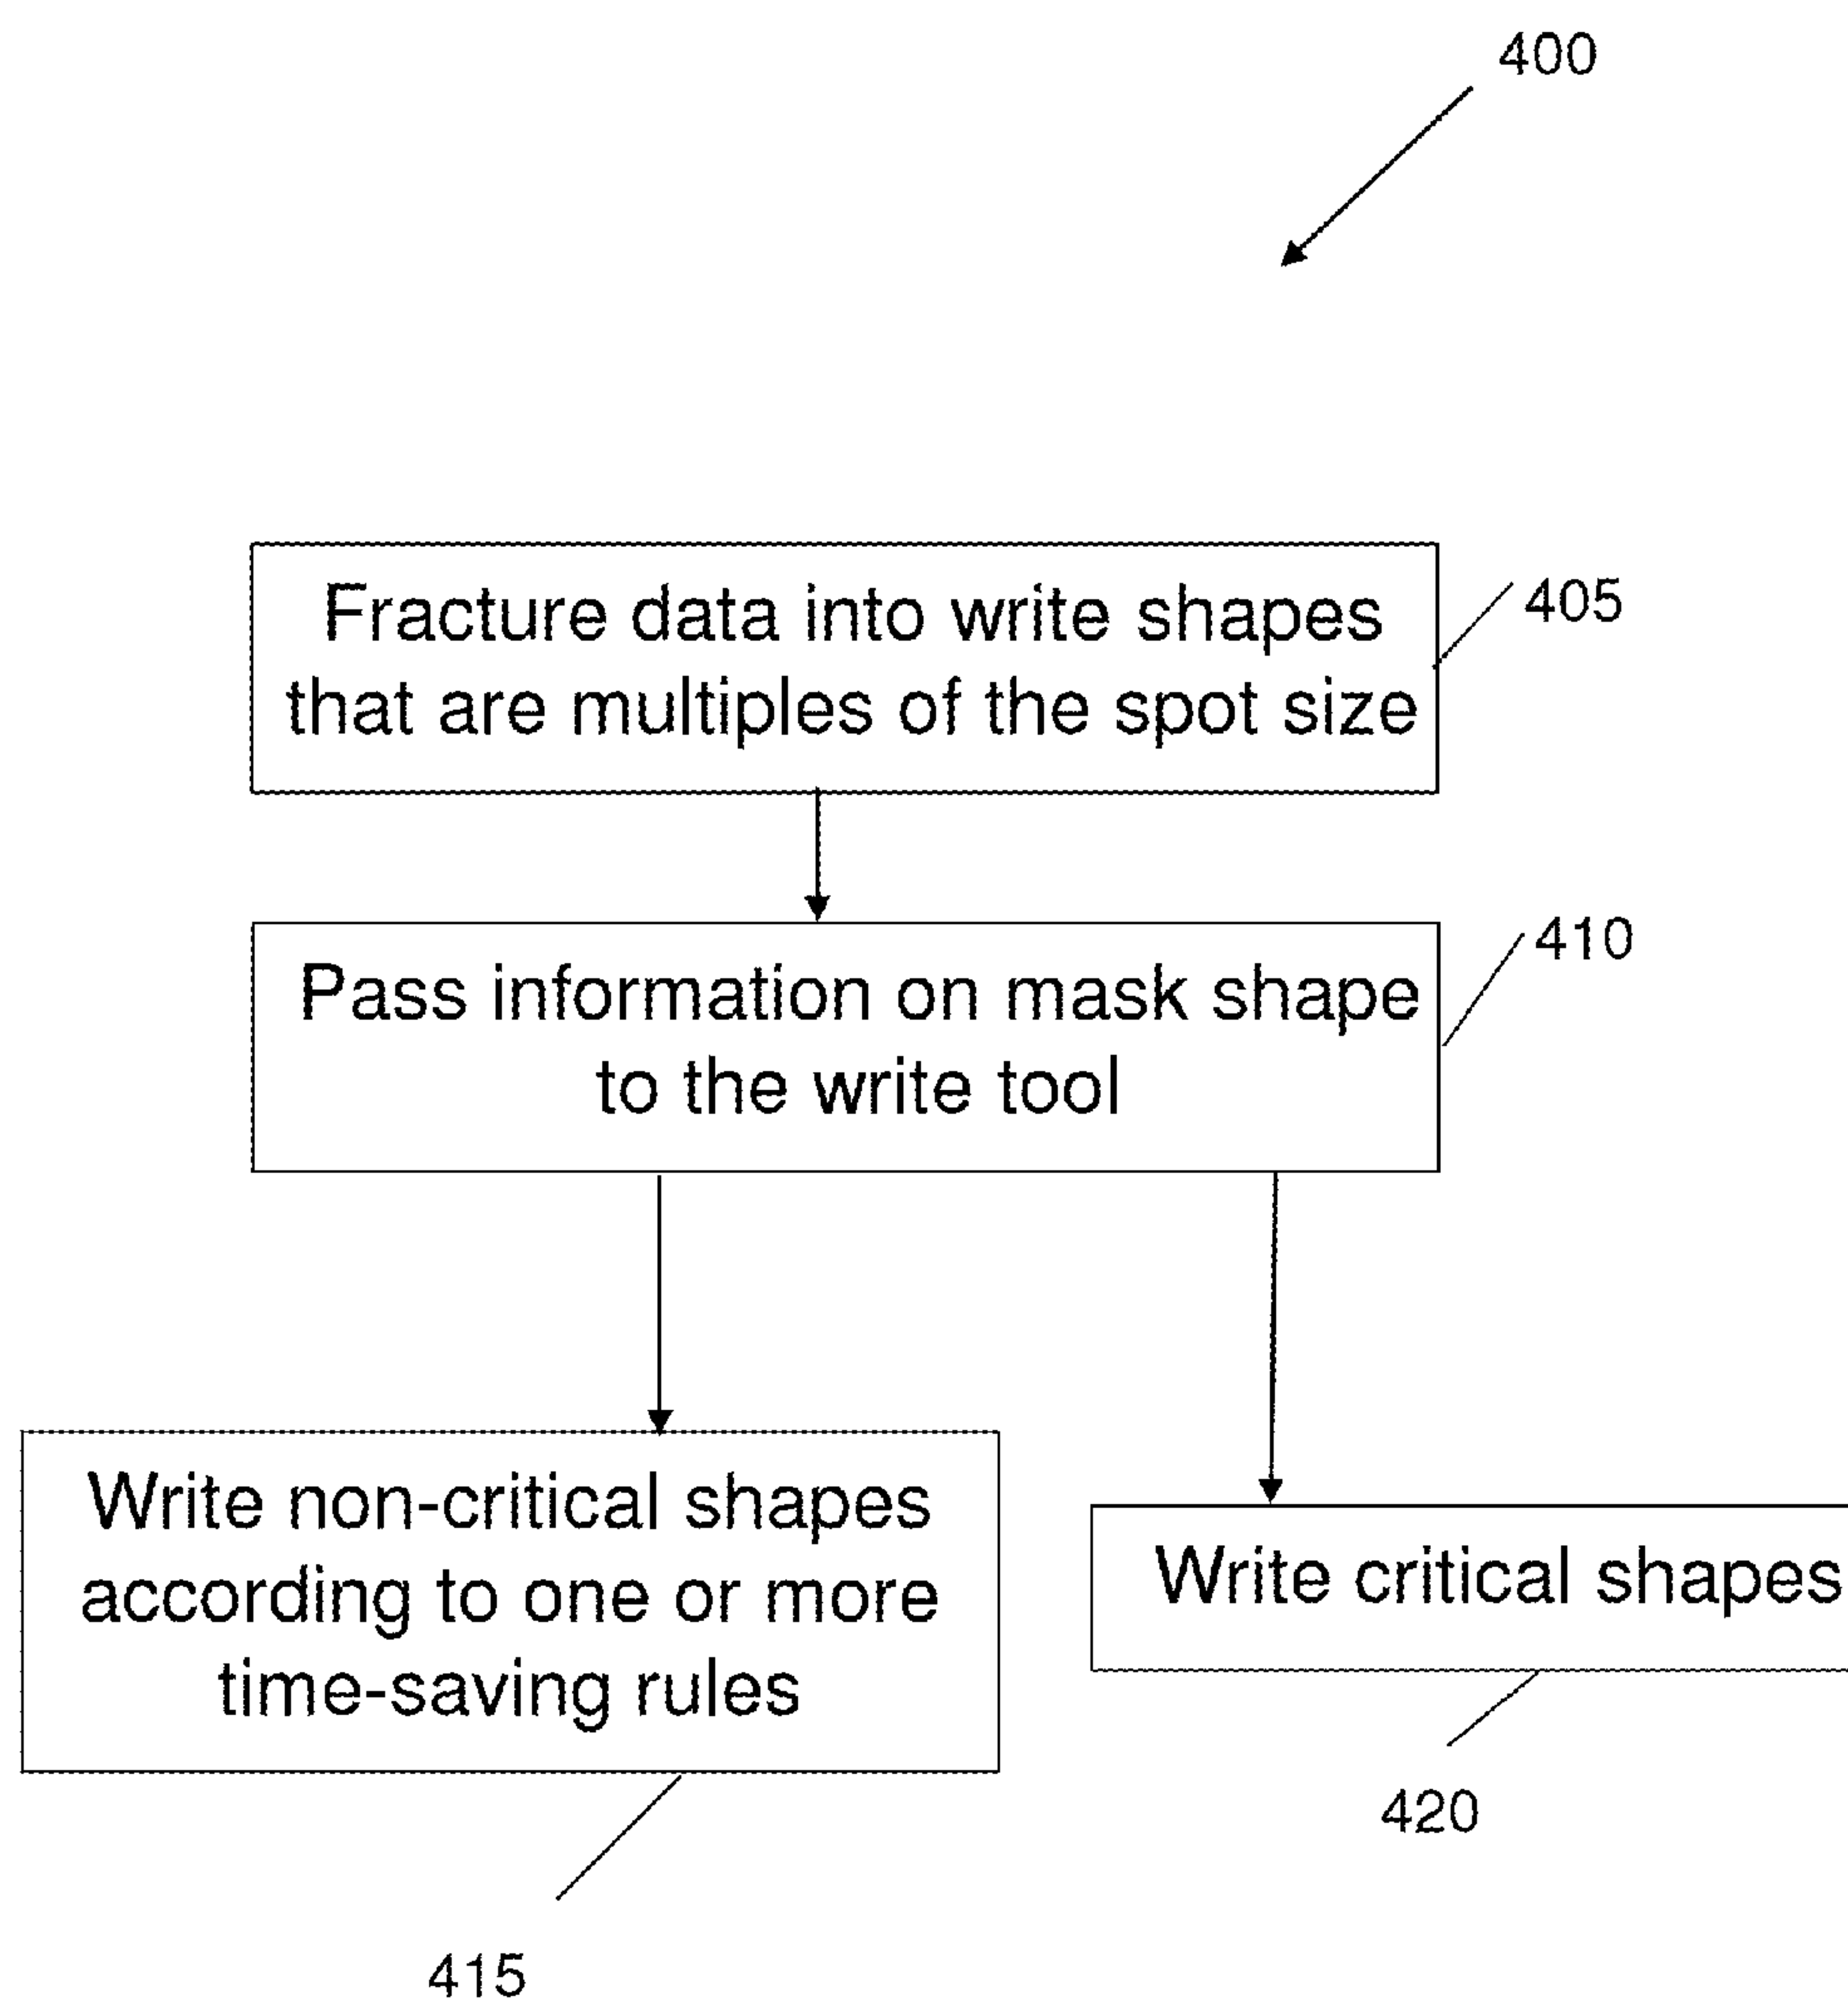 400
Fracture data into write shapes
that are multiples of the spot size
405
Pass information on mask shape
to the write tool
410
Write non-critical shapes
according to one or more
time-saving rules
415
Write critical shapes
420